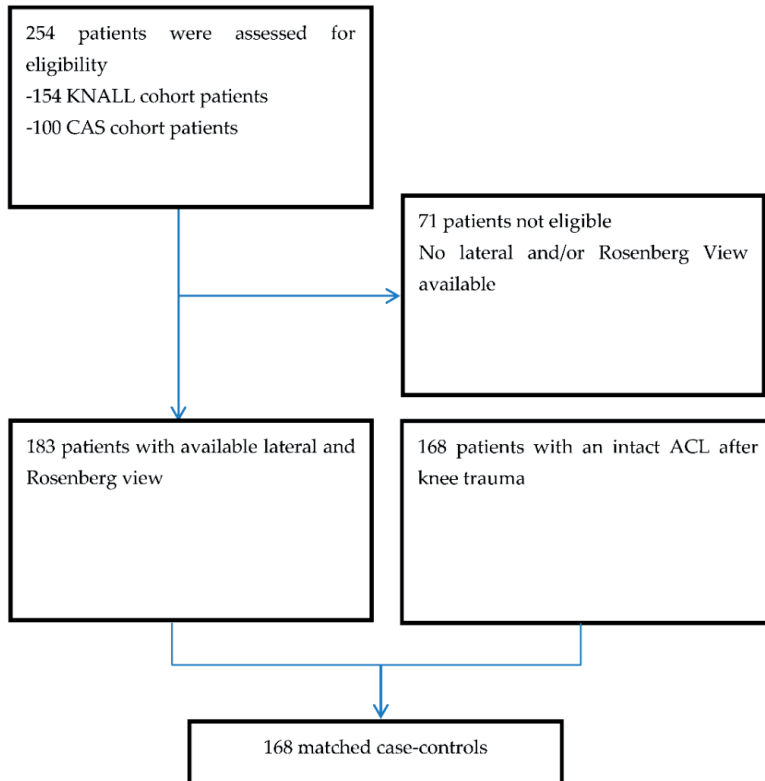 254 patients were assessed for
eligibility
-154 KNALL cohort patients
-100 CAS cohort patients
71 patients not eligible
No lateral and/or Rosenberg View
available
183 patients with available lateral and
Rosenberg view
168 patients with an intact ACL after
knee trauma
168 matched case-controls